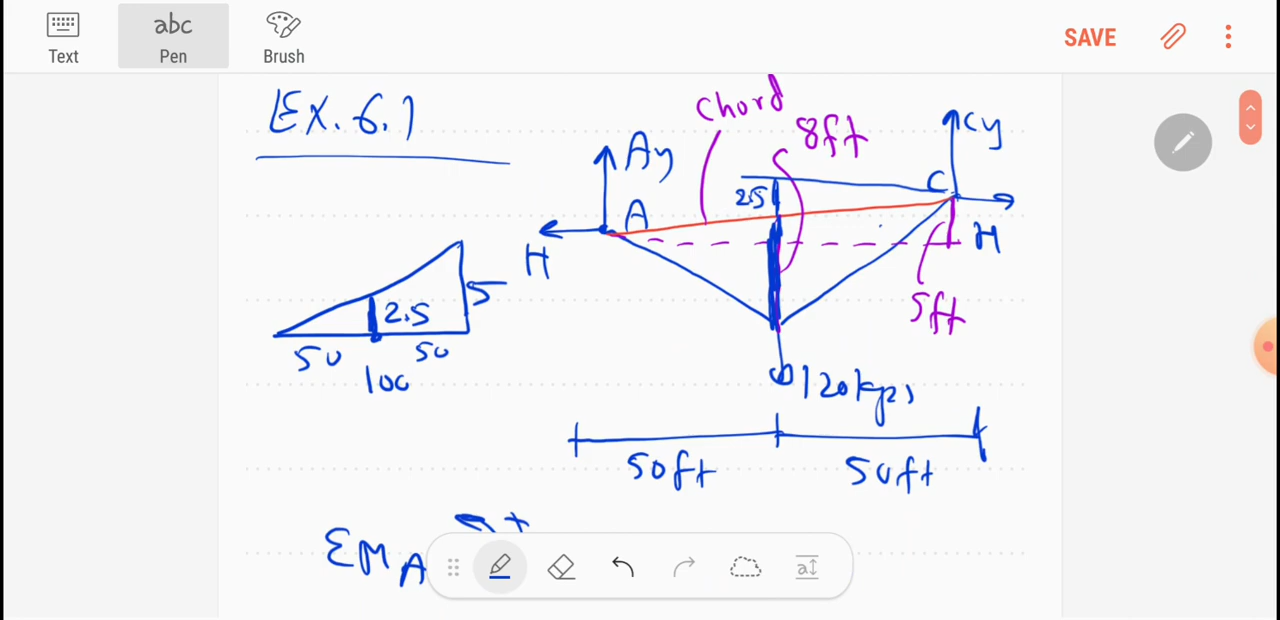 Text
abc
Pen
Brush
SAVE
Ex. 6.1
chord
8ft
Ay
Cy
2.5
C
A
H
H
5ft
5
2.5
50
50
100
120kps
50ft
50ft
ΣMA +